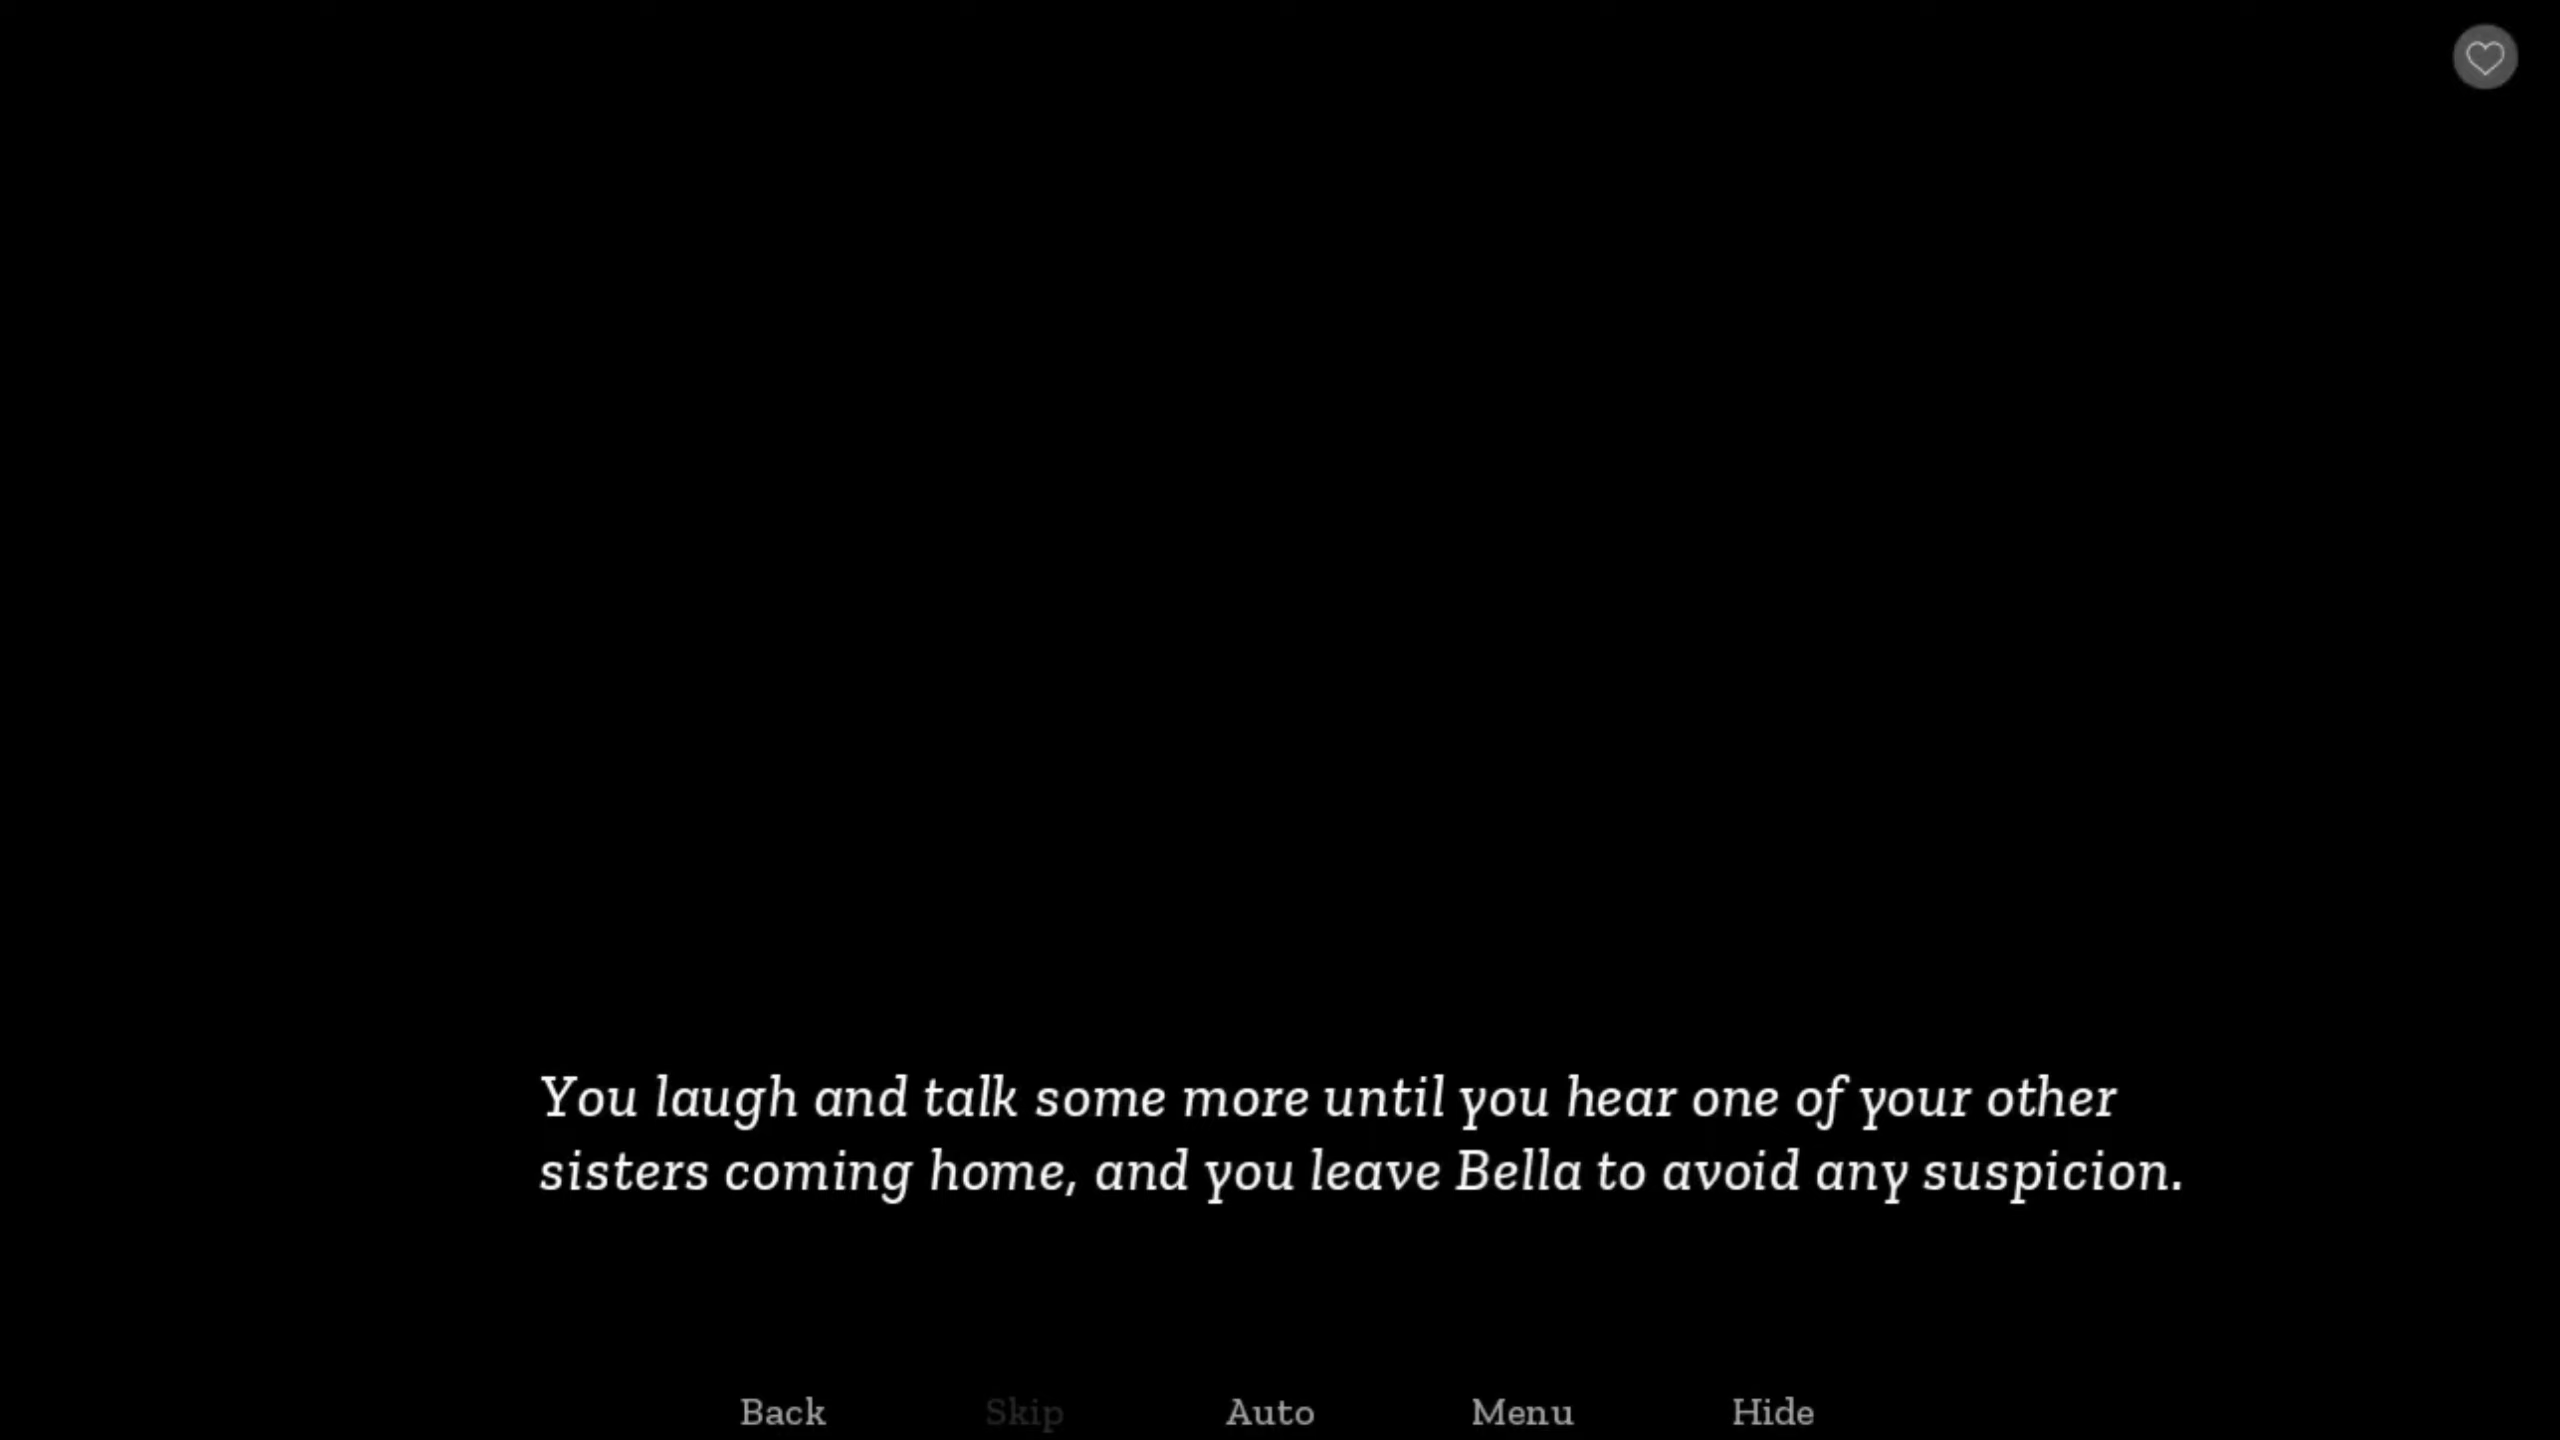 You laugh and talk some more until you hear one of your other
sisters coming home, and you leave Bella to avoid any suspicion.
Back Skip Auto Menu Hide